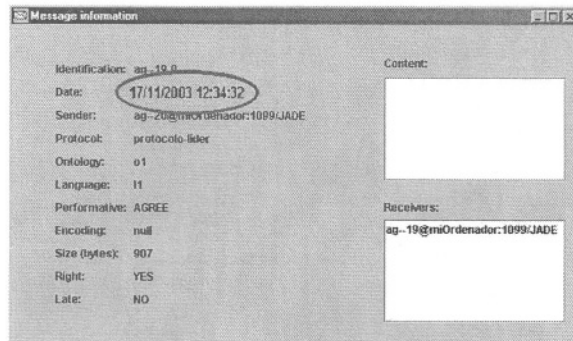 Message information
Identification: ag--19 0
Date: 17/11/2003 12:34:32
Sender: ag--20@miOrdenador:1099/JADE
Protocol: protocolo-lider
Ontology: o1
Language: l1
Performative: AGREE
Encoding: null
Size (bytes): 907
Right: YES
Late: NO
Content:
Receivers:
ag--19@miOrdenador:1099/JADE